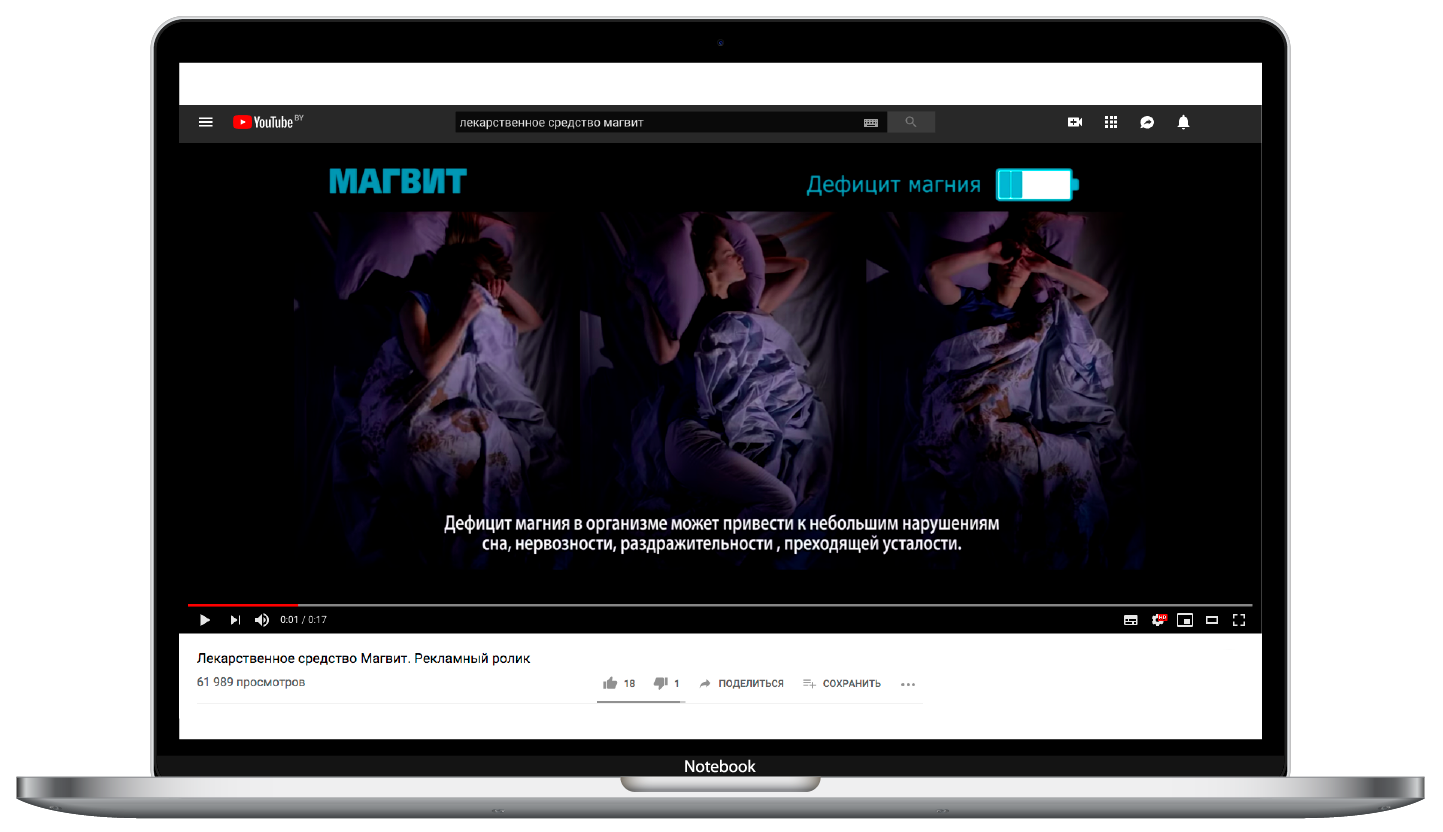 YouTube BY
лекарственное средство магвит
МАГВИТ
Дефицит магния
Дефицит магния в организме может привести к небольшим нарушениям
сна, нервозности, раздражительности , преходящей усталости.
0:01 / 0:17
HD
Лекарственное средство Магвит. Рекламный ролик
61 989 просмотров
18
1
ПОДЕЛИТЬСЯ
СОХРАНИТЬ
Notebook